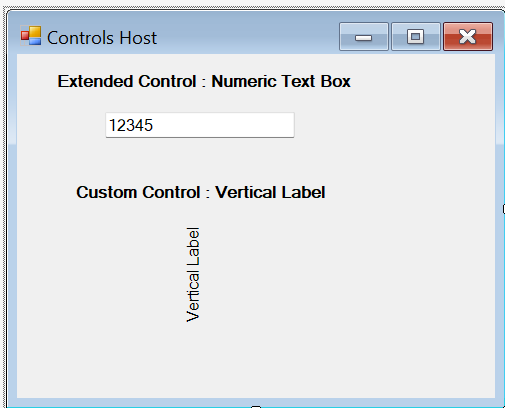 Controls Host
Extended Control : Numeric Text Box
12345
Custom Control : Vertical Label
Vertical Label